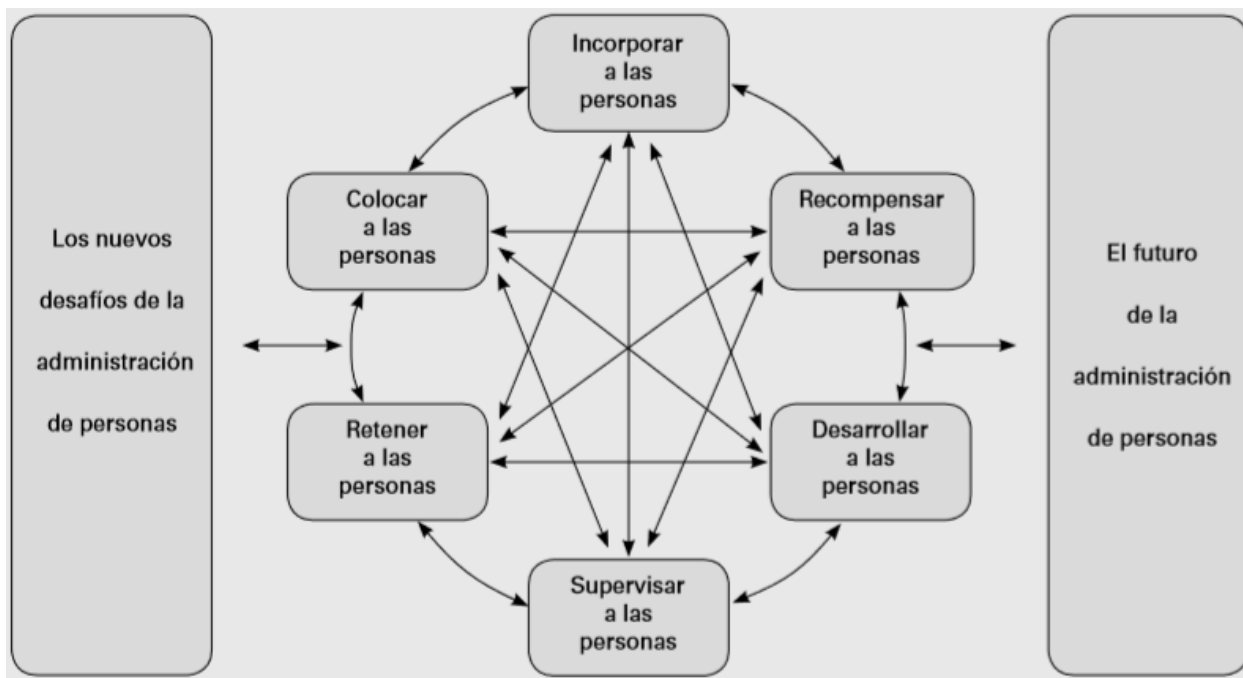 Los nuevos
desafíos de la
administración
de personas
Incorporar
a las
personas
Colocar
a las
personas
Recompensar
a las
personas
Retener
a las
personas
Desarrollar
a las
personas
Supervisar
a las
personas
El futuro
de la
administración
de personas